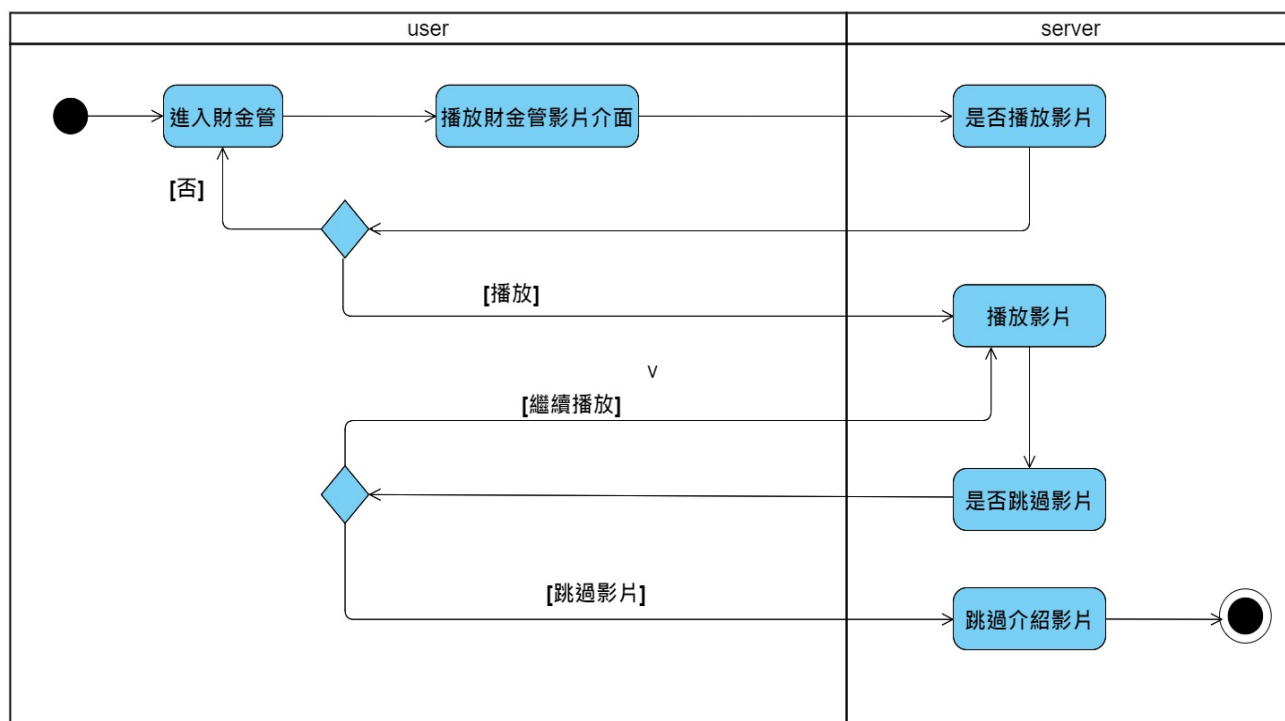 user
server
進入財金管
播放財金管影片介面
是否播放影片
[否]
[播放]
播放影片
v
[繼續播放]
是否跳過影片
[跳過影片]
跳過介紹影片